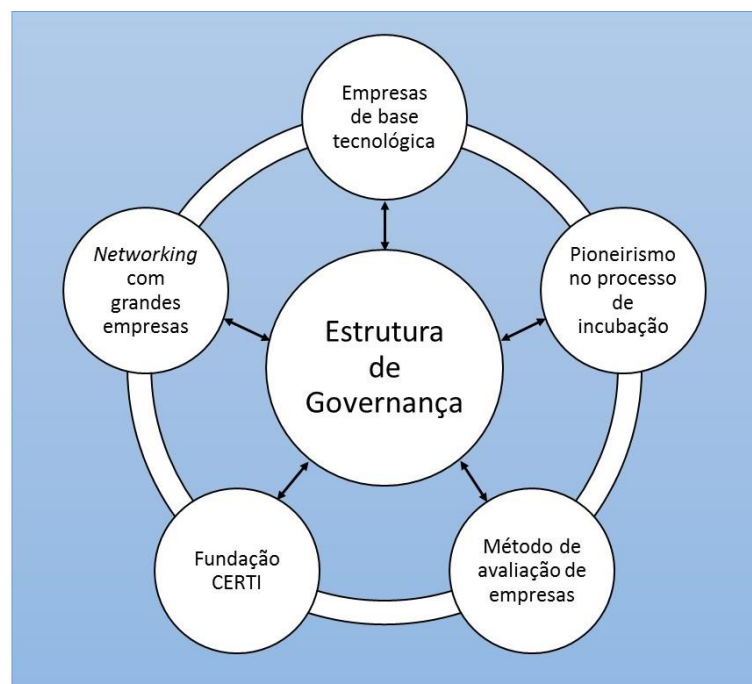 Empresas
de base
tecnológica
Networking
com
grandes
empresas
Pioneirismo
no processo
de
incubação
Estrutura
de
Governança
Fundação
CERTI
Método de
avaliação de
empresas